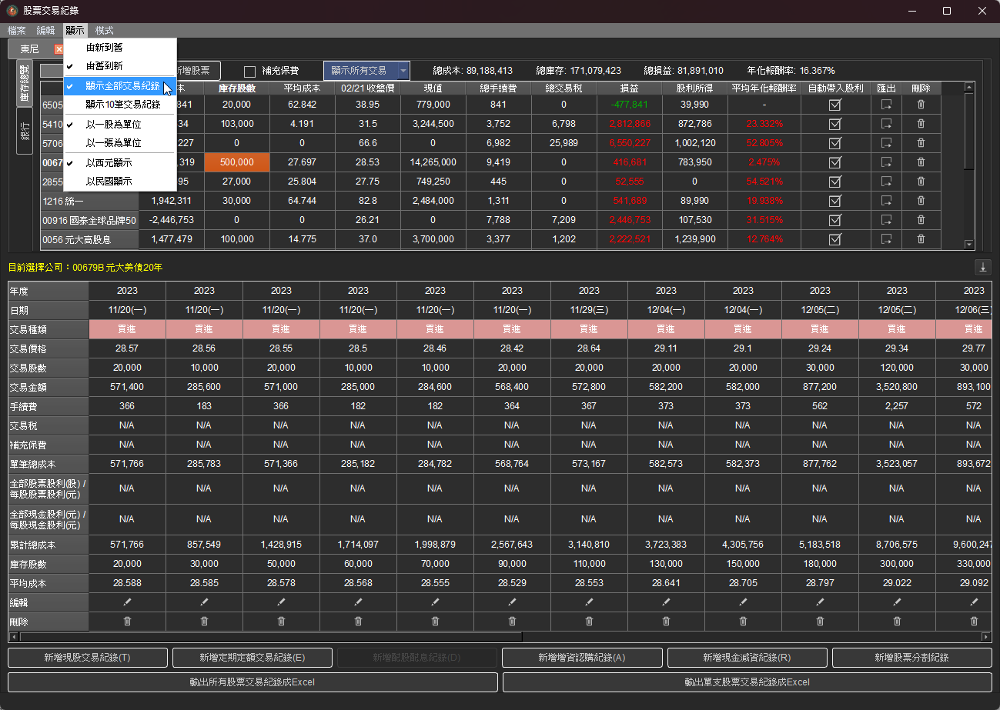 股票交易紀錄
檔案 編輯 顯示 模式
東尼
由新到舊
由舊到新
顯示全部交易紀錄
顯示10筆交易紀錄
以一股為單位
以一張為單位
以西元顯示
以民國顯示
庫存總覽
銀行
增股票 補充保費 顯示所有交易 總成本: 89,188,413 總庫存: 171,079,423 總損益: 81,891,010 年化報酬率: 16.367%
本 庫存股數 平均成本 02/21 收盤價 現值 總手續費 總交易稅 損益 股利所得 平均年化報酬率 自動帶入股利 匯出 刪除
6505 341 20,000 62.842 38.95 779,000 841 0 -477,841 39,990 -
5410 34 103,000 4.191 31.5 3,244,500 3,752 6,798 2,812,866 872,786 23.332%
5706 227 0 0 66.6 0 6,982 25,989 6,550,227 1,002,120 52.805%
0067 319 500,000 27.697 28.53 14,265,000 9,419 0 416,681 783,950 2.475%
2855 95 27,000 25.804 27.75 749,250 445 0 52,555 0 54.521%
1216 統一 1,942,311 30,000 64.744 82.8 2,484,000 1,311 0 541,689 89,990 19.938%
00916 國泰全球品牌50 -2,446,753 0 0 26.21 0 7,788 7,209 2,446,753 107,530 31.515%
0056 元大高股息 1,477,479 100,000 14.775 37.0 3,700,000 3,377 1,202 2,222,521 1,239,900 12.764%
目前選擇公司：00679B 元大美債20年
年度 2023 2023 2023 2023 2023 2023 2023 2023 2023 2023 2023 2023
日期 11/20(一) 11/20(一) 11/20(一) 11/20(一) 11/20(一) 11/20(一) 11/29(三) 12/04(一) 12/04(一) 12/05(二) 12/05(二) 12/06(三
交易種類 買進 買進 買進 買進 買進 買進 買進 買進 買進 買進 買進 買進
交易價格 28.57 28.56 28.55 28.5 28.46 28.42 28.64 29.11 29.1 29.24 29.34 29.77
交易股數 20,000 10,000 20,000 10,000 10,000 20,000 20,000 20,000 20,000 30,000 120,000 30,000
交易金額 571,400 285,600 571,000 285,000 284,600 568,400 572,800 582,200 582,000 877,200 3,520,800 893,100
手續費 366 183 366 182 182 364 367 373 373 562 2,257 572
交易稅 N/A N/A N/A N/A N/A N/A N/A N/A N/A N/A N/A N/A
補充保費 N/A N/A N/A N/A N/A N/A N/A N/A N/A N/A N/A N/A
單筆總成本 571,766 285,783 571,366 285,182 284,782 568,764 573,167 582,573 582,373 877,762 3,523,057 893,672
全部股票股利(股) /
每股股票股利(元) N/A N/A N/A N/A N/A N/A N/A N/A N/A N/A N/A N/A
全部現金股利(元) /
每股現金股利(元) N/A N/A N/A N/A N/A N/A N/A N/A N/A N/A N/A N/A
累計總成本 571,766 857,549 1,428,915 1,714,097 1,998,879 2,567,643 3,140,810 3,723,383 4,305,756 5,183,518 8,706,575 9,600,247
庫存股數 20,000 30,000 50,000 60,000 70,000 90,000 110,000 130,000 150,000 180,000 300,000 330,000
平均成本 28.588 28.585 28.578 28.568 28.555 28.529 28.553 28.641 28.705 28.797 29.022 29.092
編輯
刪除
新增現股交易紀錄(T) 新增定期定額交易紀錄(E) 新增配股配息紀錄(D) 新增增資認購紀錄(A) 新增現金減資紀錄(R) 新增股票分割紀錄
輸出所有股票交易紀錄成Excel 輸出單支股票交易紀錄成Excel